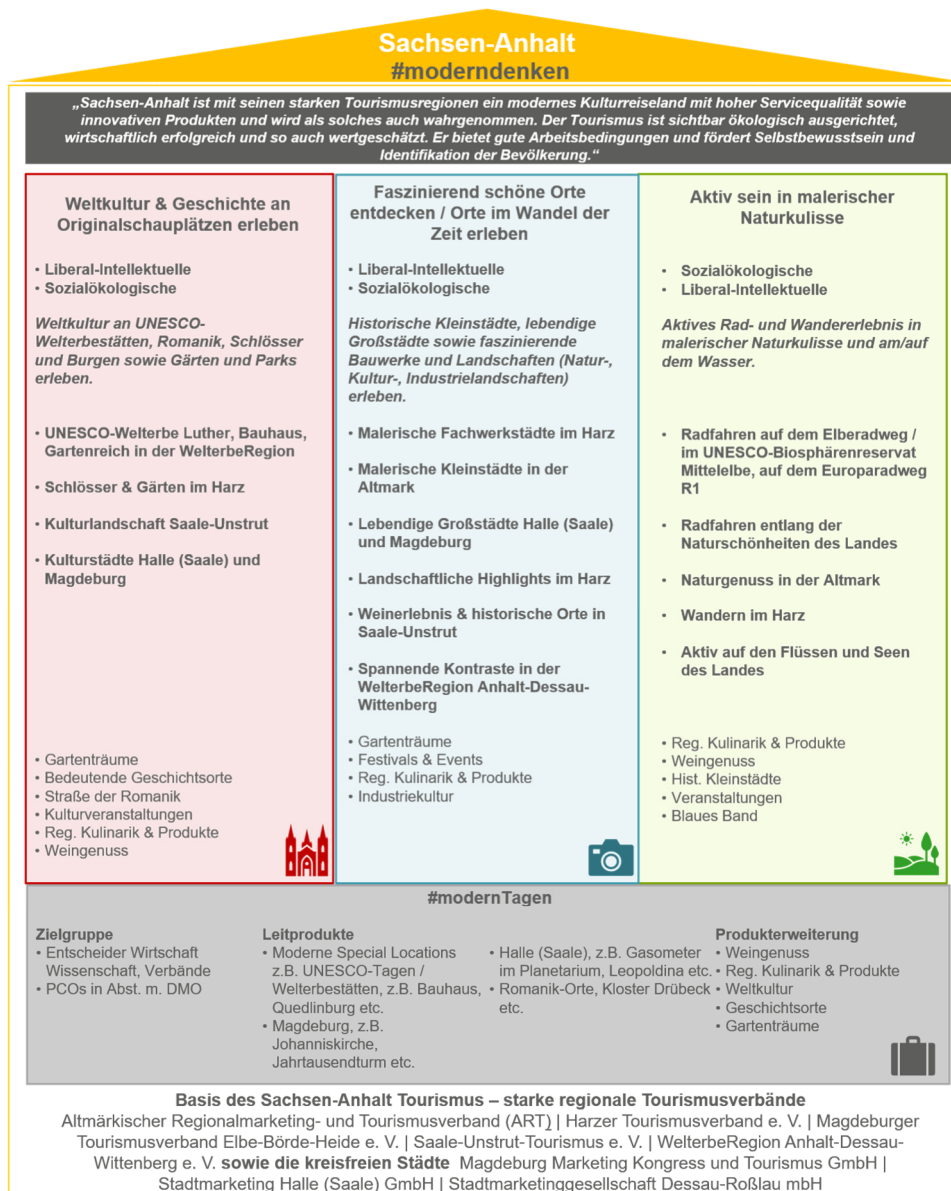 Sachsen-Anhalt
#moderndenken
„Sachsen-Anhalt ist mit seinen starken Tourismusregionen ein modernes Kulturreiseland mit hoher Servicequalität sowie
innovativen Produkten und wird als solches auch wahrgenommen. Der Tourismus ist sichtbar ökologisch ausgerichtet,
wirtschaftlich erfolgreich und so auch wertgeschätzt. Er bietet gute Arbeitsbedingungen und fördert Selbstbewusstsein und
Identifikation der Bevölkerung.“
Weltkultur & Geschichte an
Originalschauplätzen erleben
• Liberal-Intellektuelle
• Sozialökologische
Weltkultur an UNESCO-
Welterbestätten, Romanik, Schlösser
und Burgen sowie Gärten und Parks
erleben.
• UNESCO-Welterbe Luther, Bauhaus,
Gartenreich in der WelterbeRegion
• Schlösser & Gärten im Harz
• Kulturlandschaft Saale-Unstrut
• Kulturstädte Halle (Saale) und
Magdeburg
• Gartenträume
• Bedeutende Geschichtsorte
• Straße der Romanik
• Kulturveranstaltungen
• Reg. Kulinarik & Produkte
• Weingenuss
Faszinierend schöne Orte
entdecken / Orte im Wandel der
Zeit erleben
• Liberal-Intellektuelle
• Sozialökologische
Historische Kleinstädte, lebendige
Großstädte sowie faszinierende
Bauwerke und Landschaften (Natur-,
Kultur-, Industrielandschaften)
erleben.
• Malerische Fachwerkstädte im Harz
• Malerische Kleinstädte in der
Altmark
• Lebendige Großstädte Halle (Saale)
und Magdeburg
• Landschaftliche Highlights im Harz
• Weinerlebnis & historische Orte in
Saale-Unstrut
• Spannende Kontraste in der
WelterbeRegion Anhalt-Dessau-
Wittenberg
• Gartenträume
• Festivals & Events
• Reg. Kulinarik & Produkte
• Industriekultur
Aktiv sein in malerischer
Naturkulisse
• Sozialökologische
• Liberal-Intellektuelle
Aktives Rad- und Wandererlebnis in
malerischer Naturkulisse und am/auf
dem Wasser.
• Radfahren auf dem Elberadweg /
im UNESCO-Biosphärenreservat
Mittelelbe, auf dem Europaradweg
R1
• Radfahren entlang der
Naturschönheiten des Landes
• Naturgenuss in der Altmark
• Wandern im Harz
• Aktiv auf den Flüssen und Seen
des Landes
• Reg. Kulinarik & Produkte
• Weingenuss
• Hist. Kleinstädte
• Veranstaltungen
• Blaues Band
#modernTagen
Zielgruppe
• Entscheider Wirtschaft
Wissenschaft, Verbände
• PCOs in Abst. m. DMO
Leitprodukte
• Moderne Special Locations
z.B. UNESCO-Tagen /
Welterbestätten, z.B. Bauhaus,
Quedlinburg etc.
• Magdeburg, z.B.
Johanniskirche,
Jahrtausendturm etc.
• Halle (Saale), z.B. Gasometer
im Planetarium, Leopoldina etc.
• Romanik-Orte, Kloster Drübeck
etc.
Produkterweiterung
• Weingenuss
• Reg. Kulinarik & Produkte
• Weltkultur
• Geschichtsorte
• Gartenträume
Basis des Sachsen-Anhalt Tourismus – starke regionale Tourismusverbände
Altmärkischer Regionalmarketing- und Tourismusverband (ART) | Harzer Tourismusverband e. V. | Magdeburger
Tourismusverband Elbe-Börde-Heide e. V. | Saale-Unstrut-Tourismus e. V. | WelterbeRegion Anhalt-Dessau-
Wittenberg e. V. sowie die kreisfreien Städte Magdeburg Marketing Kongress und Tourismus GmbH |
Stadtmarketing Halle (Saale) GmbH | Stadtmarketinggesellschaft Dessau-Roßlau mbH